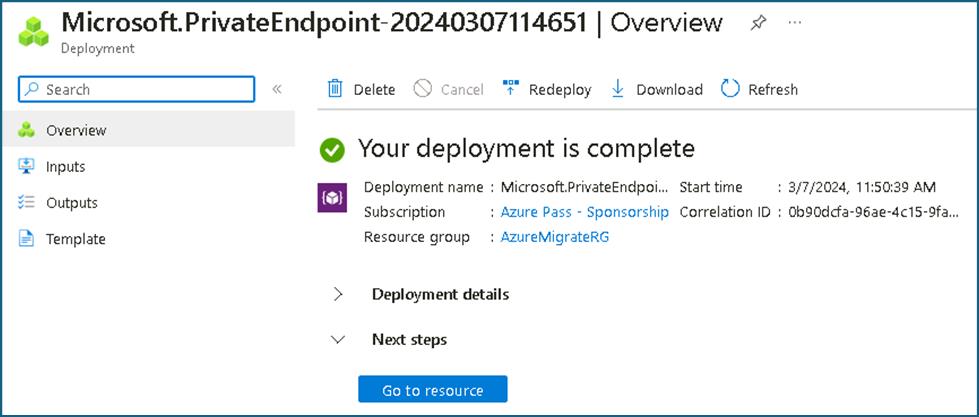 Microsoft.PrivateEndpoint-20240307114651 | Overview ...
Deployment
Search «
Delete Cancel Redeploy Download Refresh
Overview
Inputs
Outputs
Template
Your deployment is complete
Deployment name : Microsoft.PrivateEndpoi... Start time : 3/7/2024, 11:50:39 AM
Subscription : Azure Pass - Sponsorship Correlation ID : 0b90dcfa-96ae-4c15-9fa...
Resource group : AzureMigrateRG
Deployment details
Next steps
Go to resource